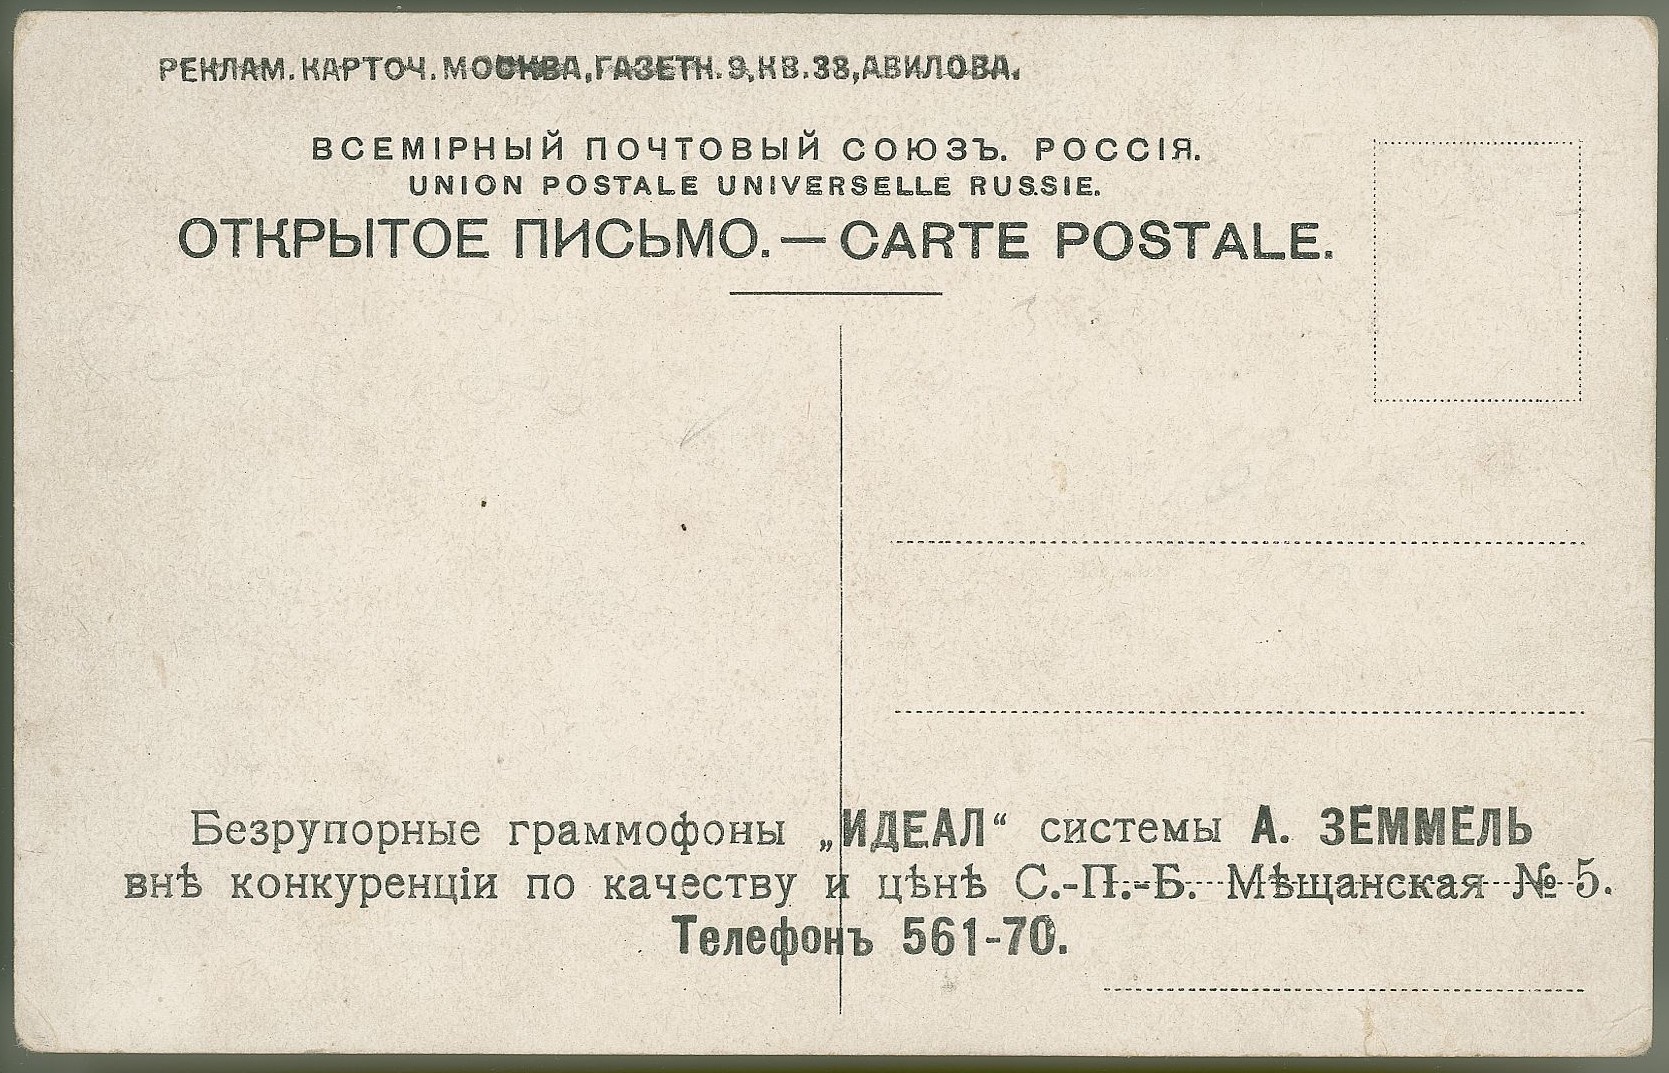 РЕКЛАМ. КАРТОЧ. МОСКВА, ГАЗЕТН. 9, КВ. 38, АВИЛОВА.
ВСЕМІРНЫЙ ПОЧТОВЫЙ СОЮЗЪ. РОССІЯ.
UNION POSTALE UNIVERSELLE RUSSIE.
ОТКРЫТОЕ ПИСЬМО. — CARTE POSTALE.
Безрупорные граммофоны „ИДЕАЛ“ системы А. ЗЕММЕЛЬ
внѣ конкуренціи по качеству и цѣнѣ С.-П.-Б. Мѣщанская № 5.
Телефонъ 561-70.